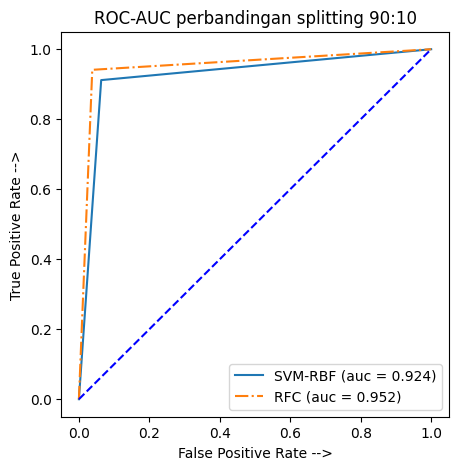 ROC-AUC perbandingan splitting 90:10
True Positive Rate -->
1.0
0.8
0.6
0.4
0.2
0.0
SVM-RBF (auc = 0.924)
RFC (auc = 0.952)
0.0 0.2 0.4 0.6 0.8 1.0
False Positive Rate -->